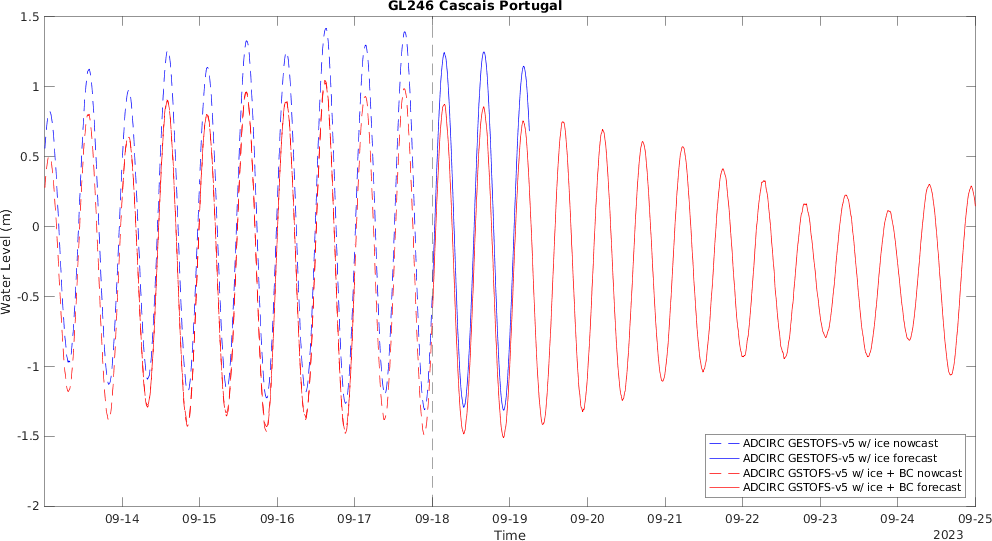 GL246 Cascais Portugal
1.5
1
0.5
0
-0.5
-1
-1.5
-2
Water Level (m)
09-14 09-15 09-16 09-17 09-18 09-19 09-20 09-21 09-22 09-23 09-24 09-25
Time
2023
ADCIRC GESTOFS-v5 w/ ice nowcast
ADCIRC GESTOFS-v5 w/ ice forecast
ADCIRC GSTOFS-v5 w/ ice + BC nowcast
ADCIRC GSTOFS-v5 w/ ice + BC forecast